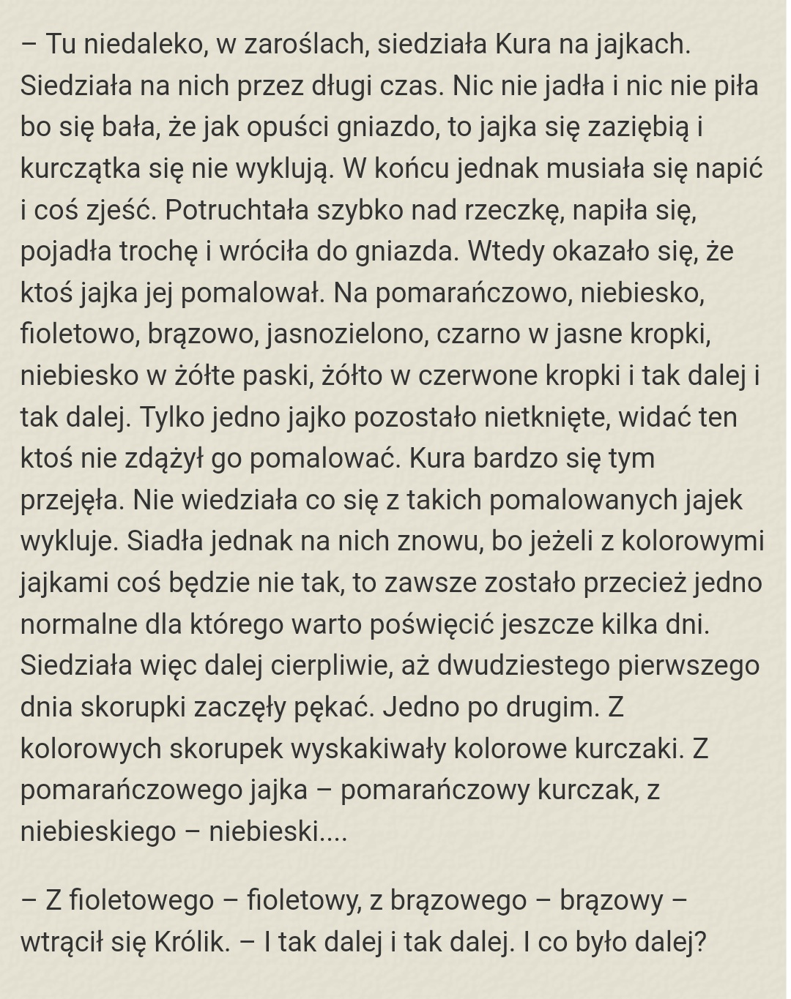 – Tu niedaleko, w zaroślach, siedziała Kura na jajkach.
Siedziała na nich przez długi czas. Nic nie jadła i nic nie piła
bo się bała, że jak opuści gniazdo, to jajka się zaziębią i
kurczątka się nie wyklują. W końcu jednak musiała się napić
i coś zjeść. Potruchtała szybko nad rzeczkę, napiła się,
pojadła trochę i wróciła do gniazda. Wtedy okazało się, że
ktoś jajka jej pomalował. Na pomarańczowo, niebiesko,
fioletowo, brązowo, jasnozielono, czarno w jasne kropki,
niebiesko w żółte paski, żółto w czerwone kropki i tak dalej i
tak dalej. Tylko jedno jajko pozostało nietknięte, widać ten
ktoś nie zdążył go pomalować. Kura bardzo się tym
przejęła. Nie wiedziała co się z takich pomalowanych jajek
wykluje. Siadła jednak na nich znowu, bo jeżeli z kolorowymi
jajkami coś będzie nie tak, to zawsze zostało przecież jedno
normalne dla którego warto poświęcić jeszcze kilka dni.
Siedziała więc dalej cierpliwie, aż dwudziestego pierwszego
dnia skorupki zaczęły pękać. Jedno po drugim. Z
kolorowych skorupek wyskakiwały kolorowe kurczaki. Z
pomarańczowego jajka – pomarańczowy kurczak, z
niebieskiego – niebieski....
– Z fioletowego – fioletowy, z brązowego – brązowy –
wtrącił się Królik. – I tak dalej i tak dalej. I co było dalej?